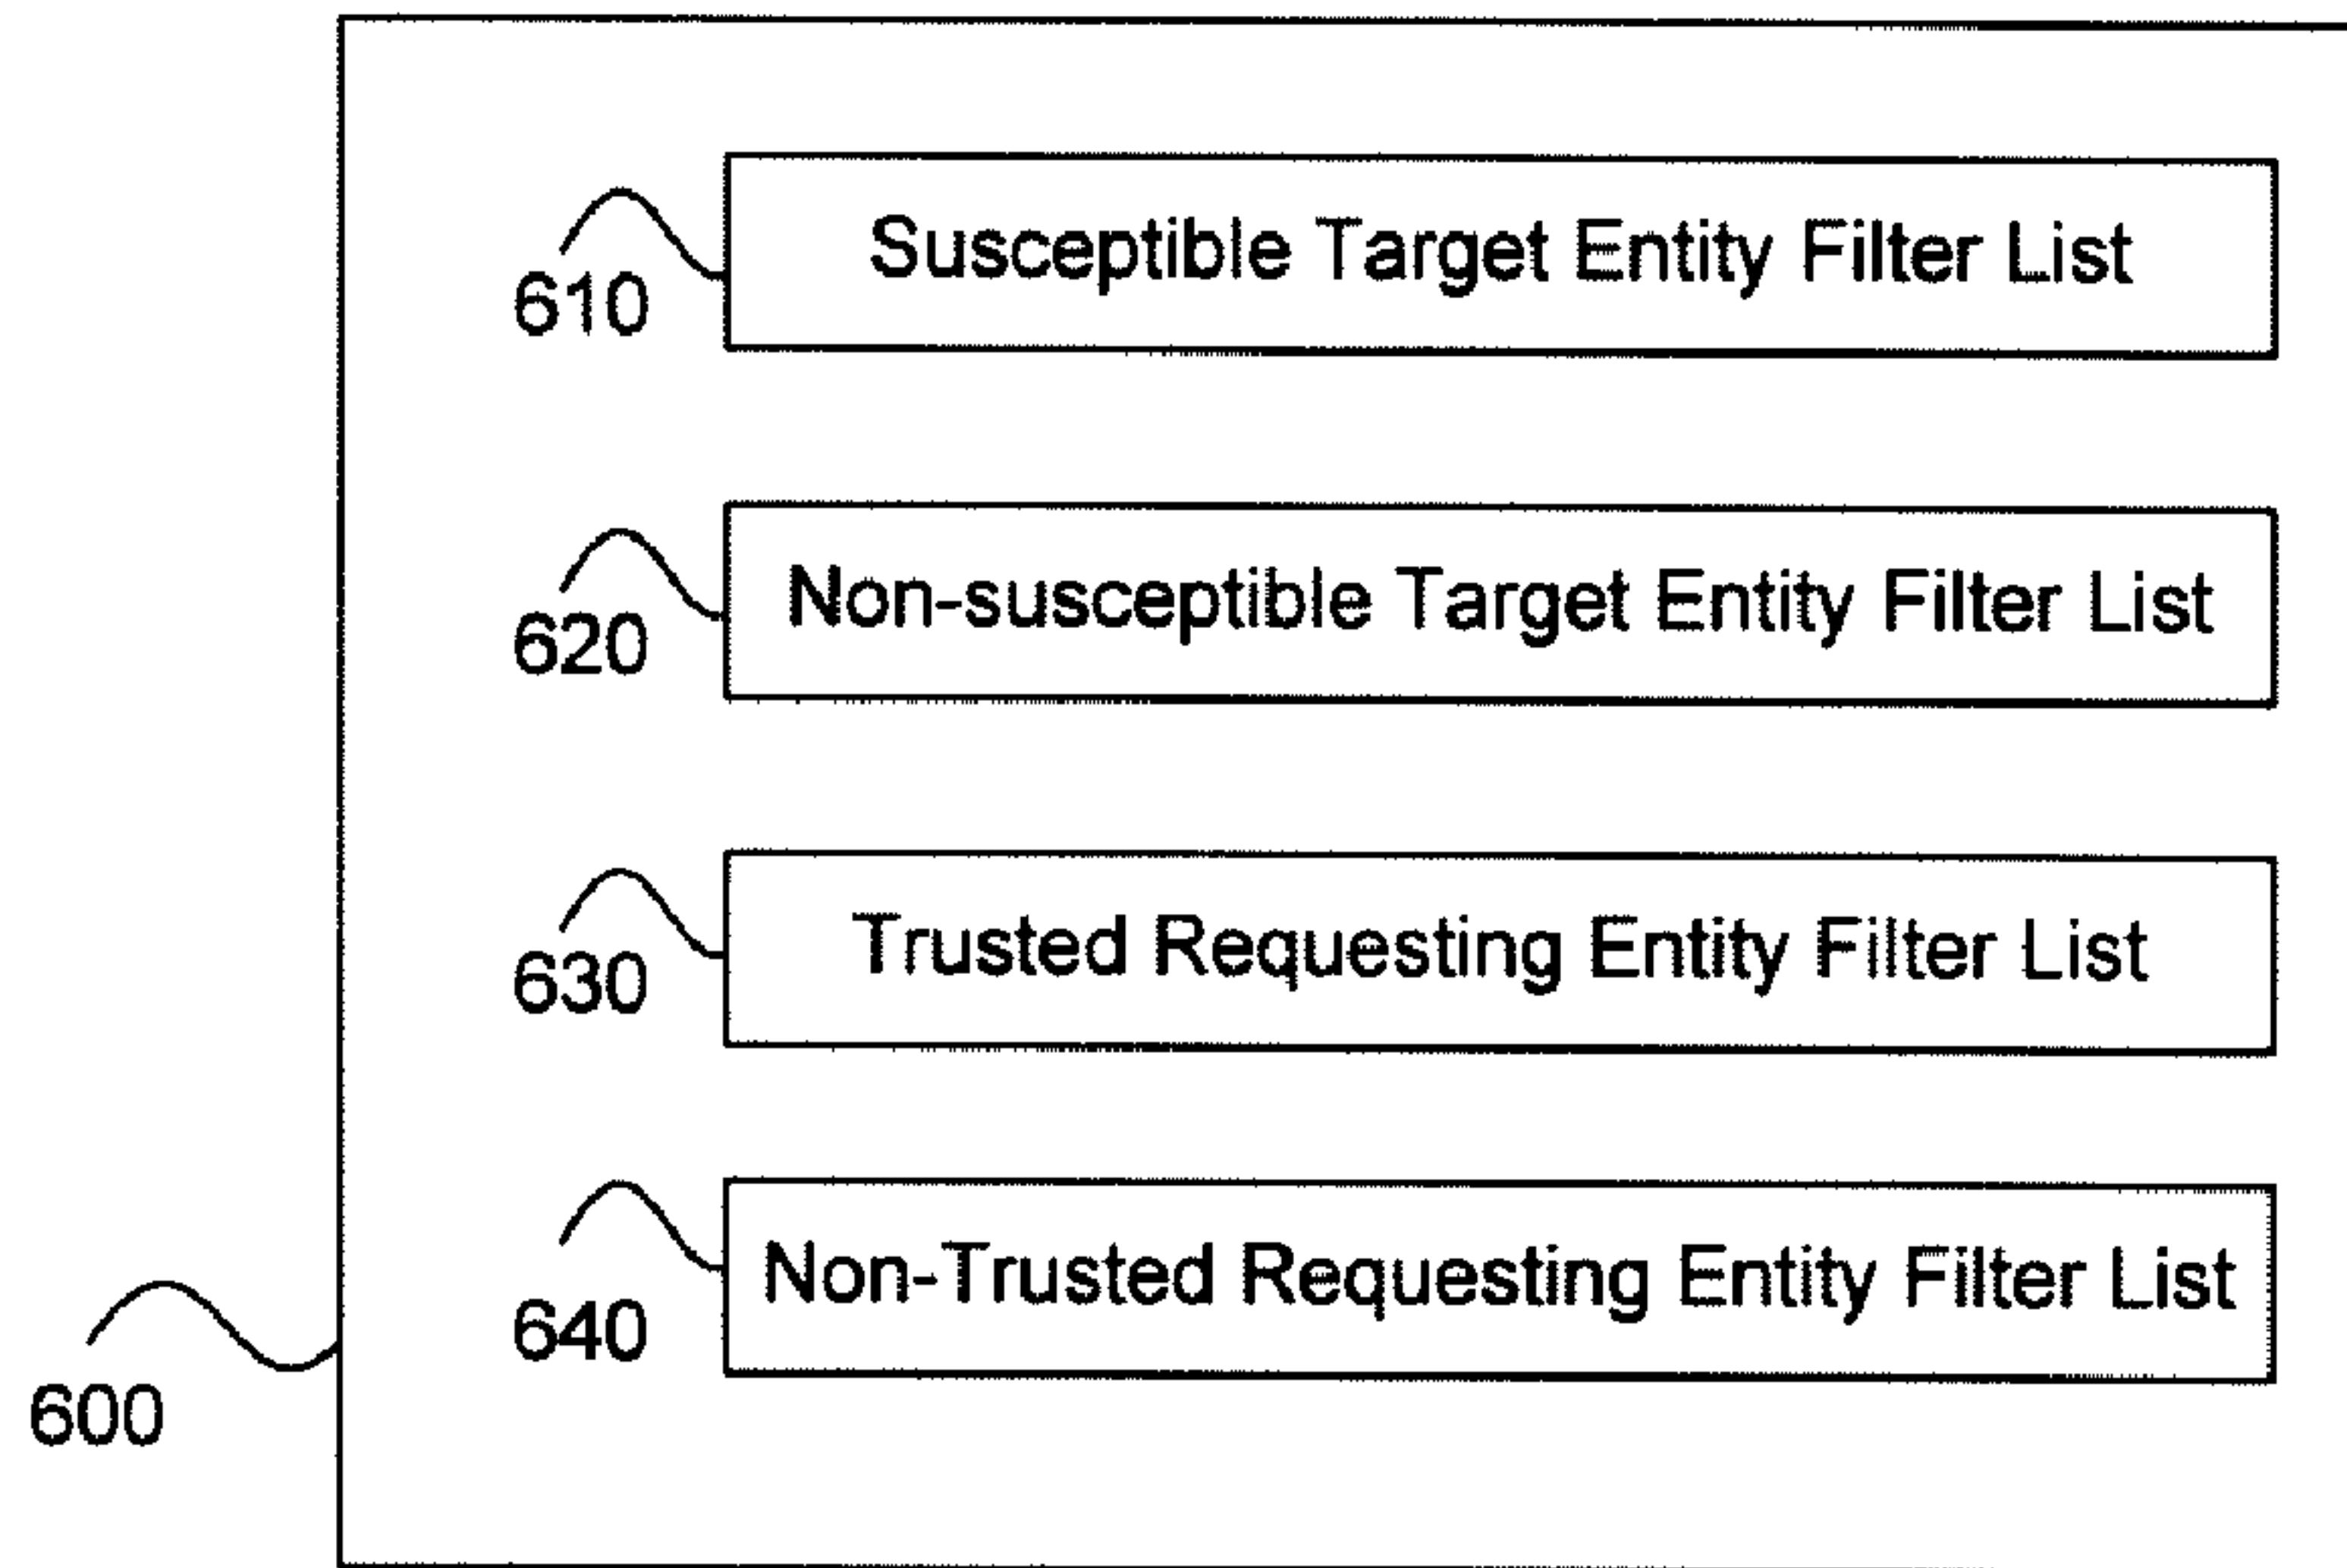 Susceptible Target Entity Filter List
610
Non-susceptible Target Entity Filter List
620
Trusted Requesting Entity Filter List
630
Non-Trusted Requesting Entity Filter List
640
600